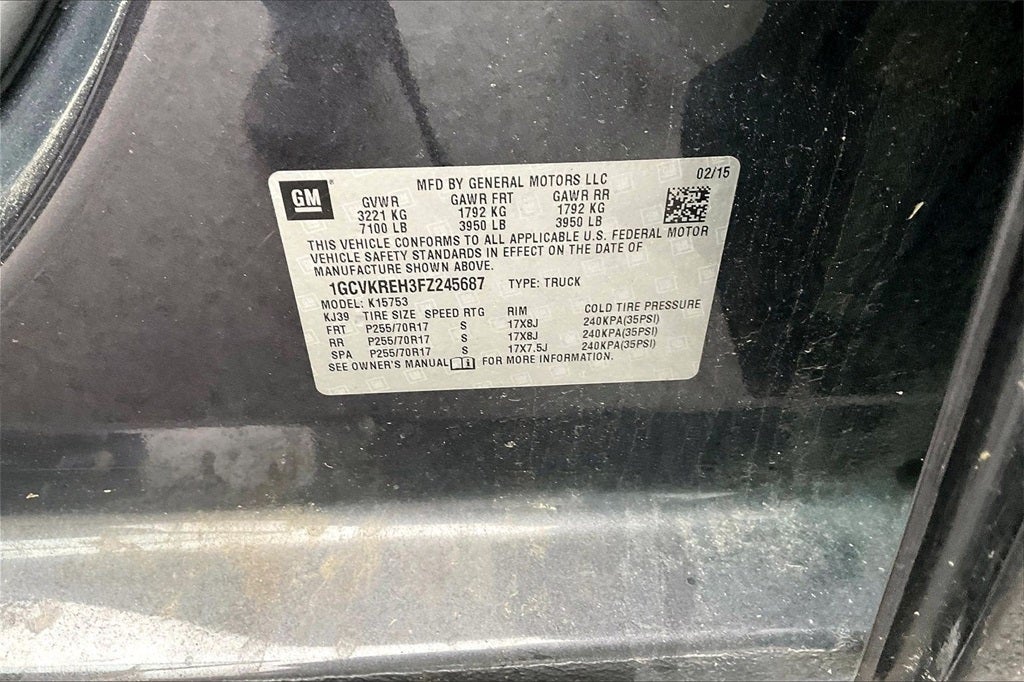 GM
MFD BY GENERAL MOTORS LLC 02/15
GVWR GAWR FRT GAWR RR
3221 KG 1792 KG 1792 KG
7100 LB 3950 LB 3950 LB
THIS VEHICLE CONFORMS TO ALL APPLICABLE U.S. FEDERAL MOTOR
VEHICLE SAFETY STANDARDS IN EFFECT ON THE DATE OF
MANUFACTURE SHOWN ABOVE.
1GCVKREH3FZ245687 TYPE: TRUCK
MODEL: K15753
KJ39 TIRE SIZE SPEED RTG RIM COLD TIRE PRESSURE
FRT P255/70R17 S 17X8J 240KPA(35PSI)
RR P255/70R17 S 17X8J 240KPA(35PSI)
SPA P255/70R17 S 17X7.5J 240KPA(35PSI)
SEE OWNER'S MANUAL FOR MORE INFORMATION.